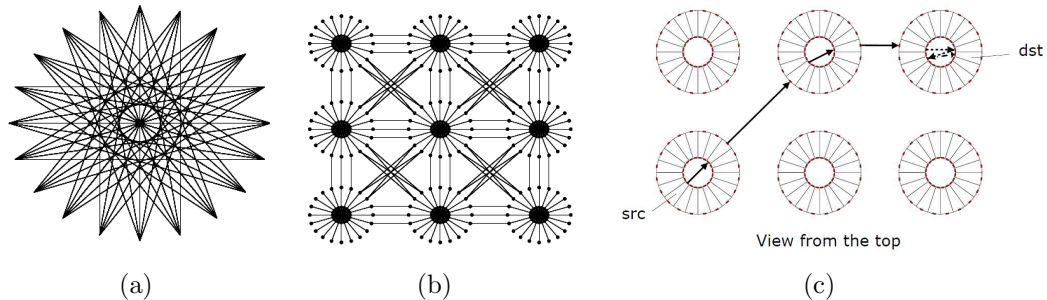 dst
src
View from the top
(a)
(b)
(c)